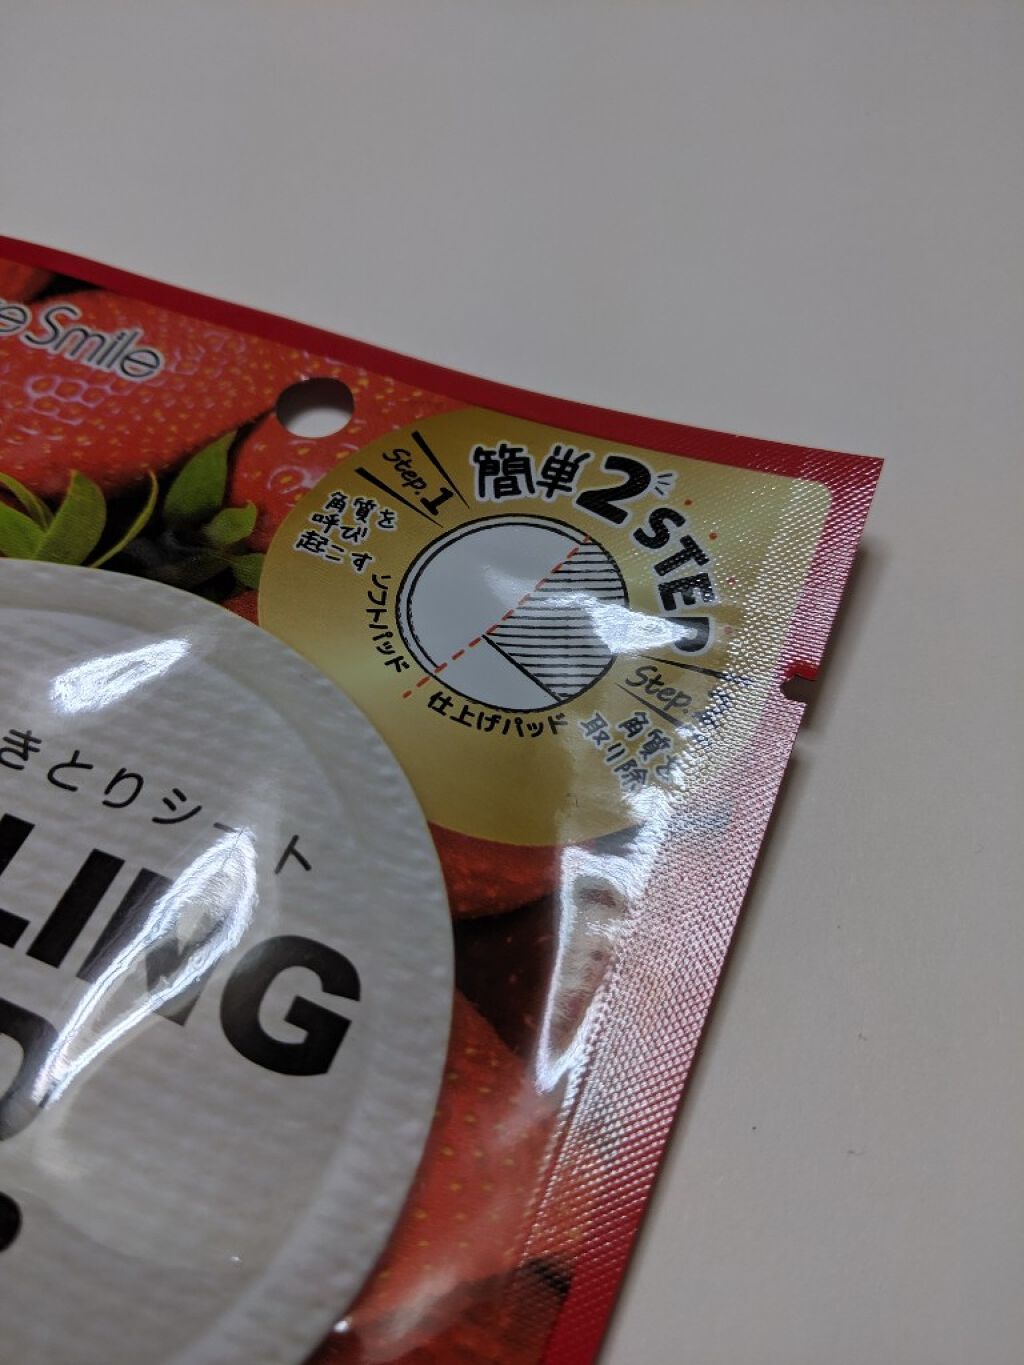 Smile
簡単2STEP
Step.1
角質を
和ひ
起こす
ソフトパッド
仕上げパッド
Step.
角質を
取り除
きとりシート
LING